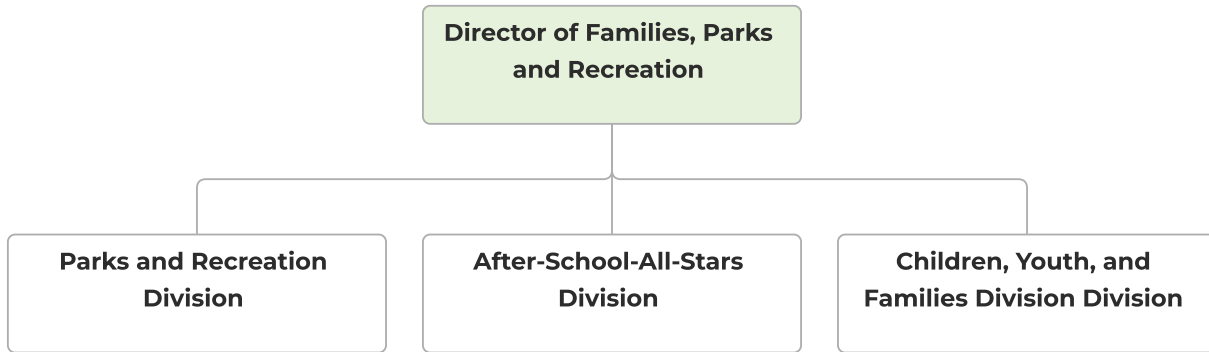 Director of Families, Parks
and Recreation
Parks and Recreation
Division
After-School-All-Stars
Division
Children, Youth, and
Families Division Division